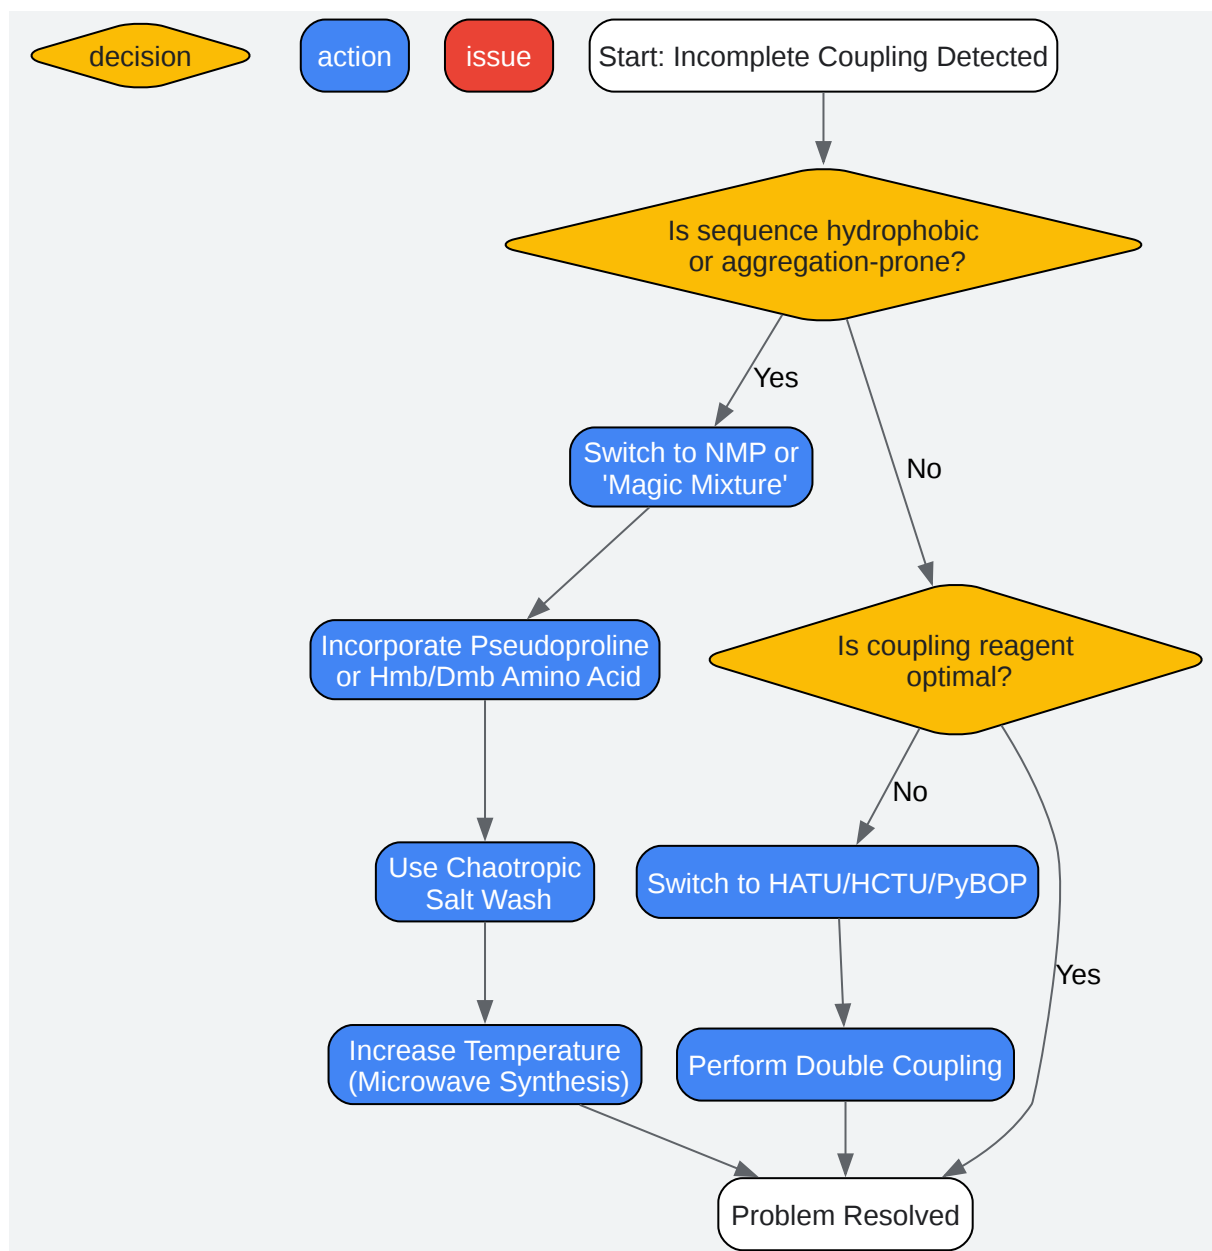 decision
action
issue
Start: Incomplete Coupling Detected
Is sequence hydrophobic
or aggregation-prone?
Yes
Switch to NMP or
'Magic Mixture'
No
Incorporate Pseudoproline
or Hmb/Dmb Amino Acid
Is coupling reagent
optimal?
No
Use Chaotropic
Salt Wash
Switch to HATU/HCTU/PyBOP
Yes
Increase Temperature
(Microwave Synthesis)
Perform Double Coupling
Problem Resolved